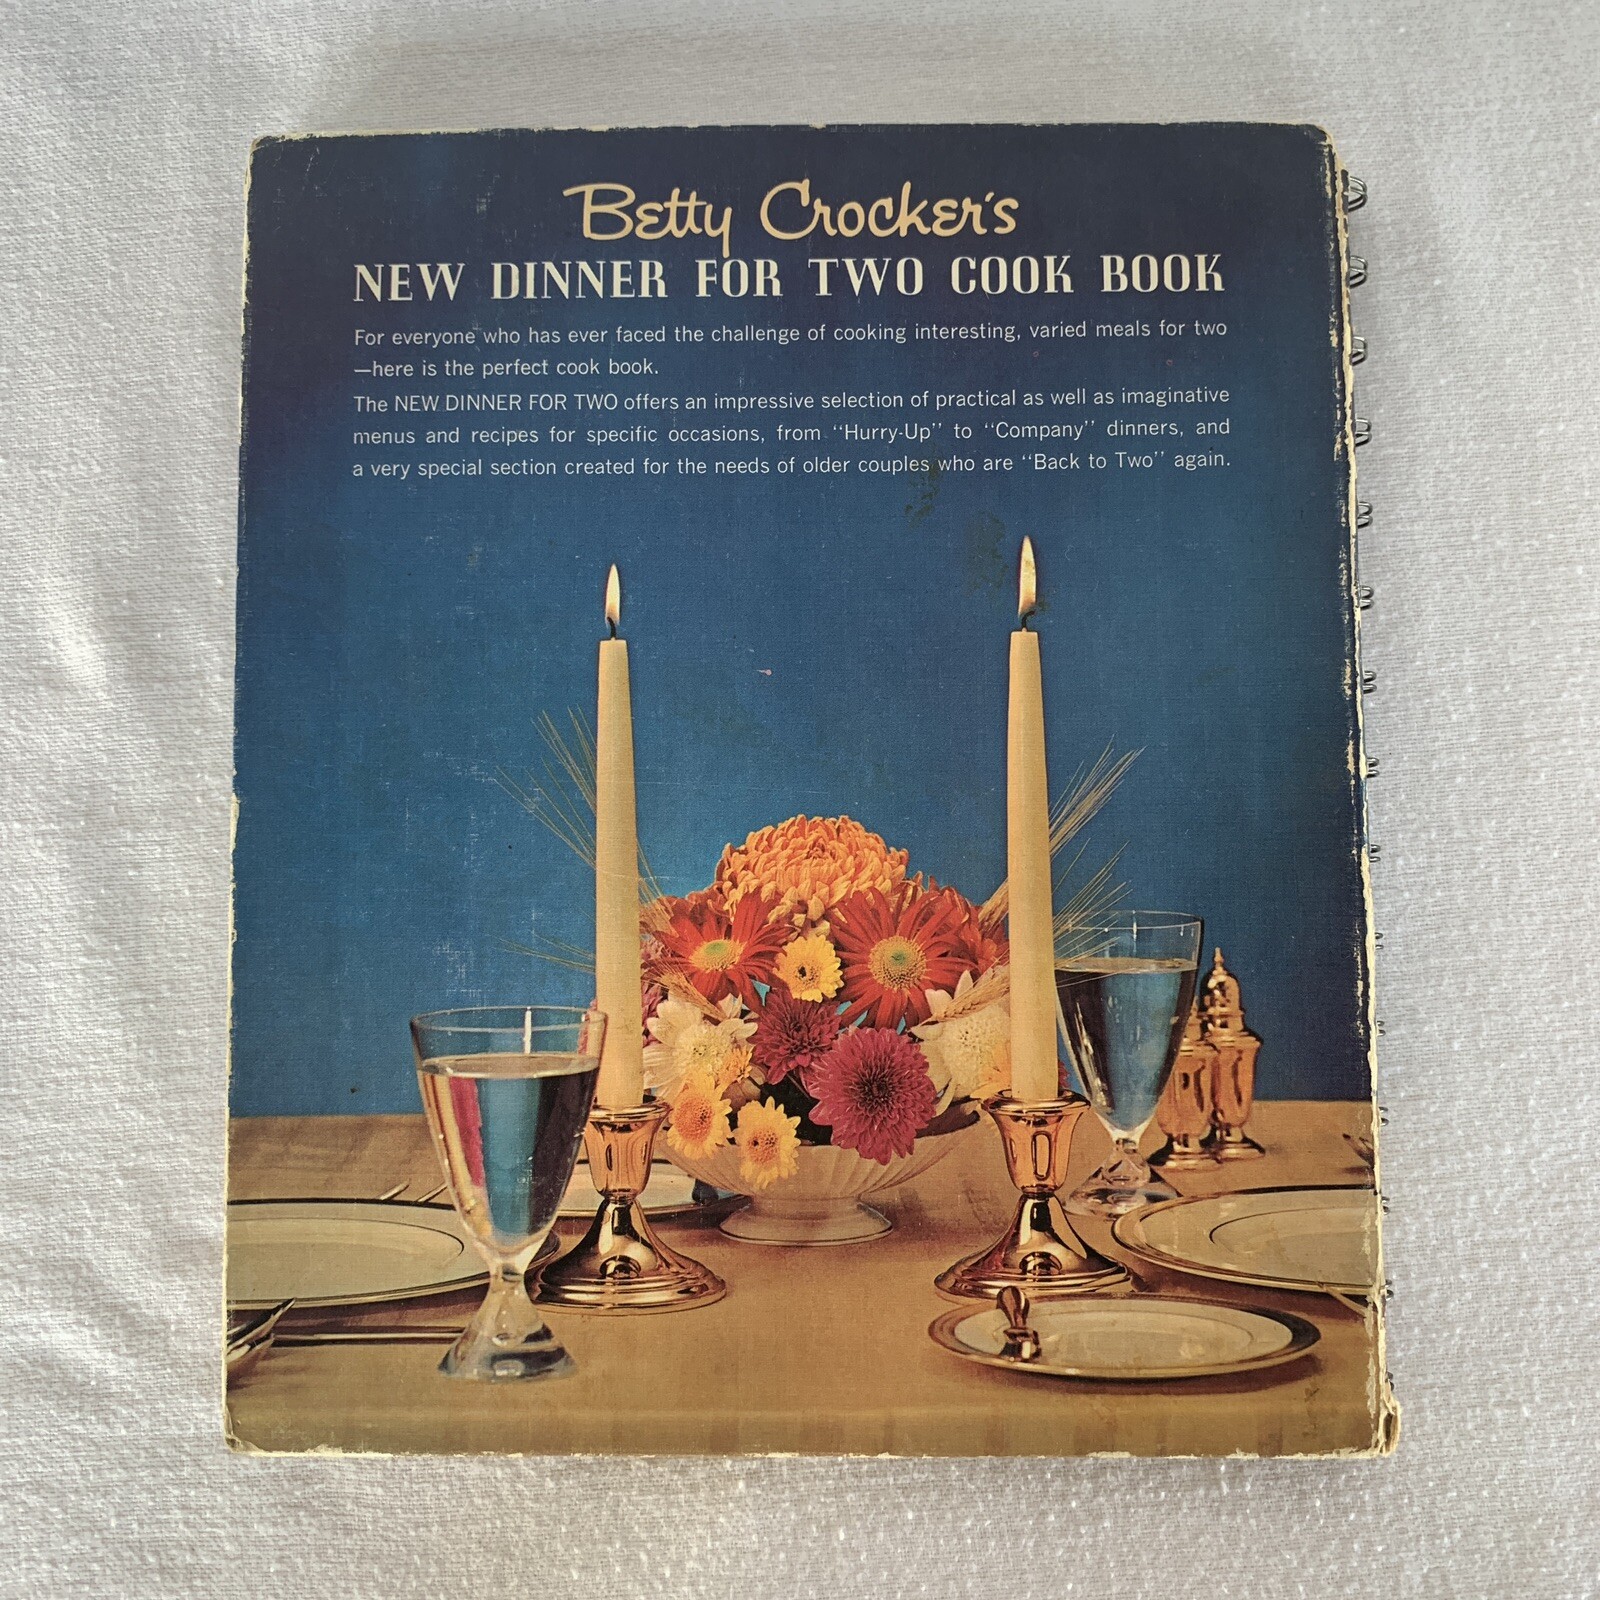 Betty Crocker's
NEW DINNER FOR TWO COOK BOOK
For everyone who has ever faced the challenge of cooking interesting, varied meals for two
—here is the perfect cook book.
The NEW DINNER FOR TWO offers an impressive selection of practical as well as imaginative
menus and recipes for specific occasions, from “Hurry-Up” to “Company” dinners, and
a very special section created for the needs of older couples who are “Back to Two” again.